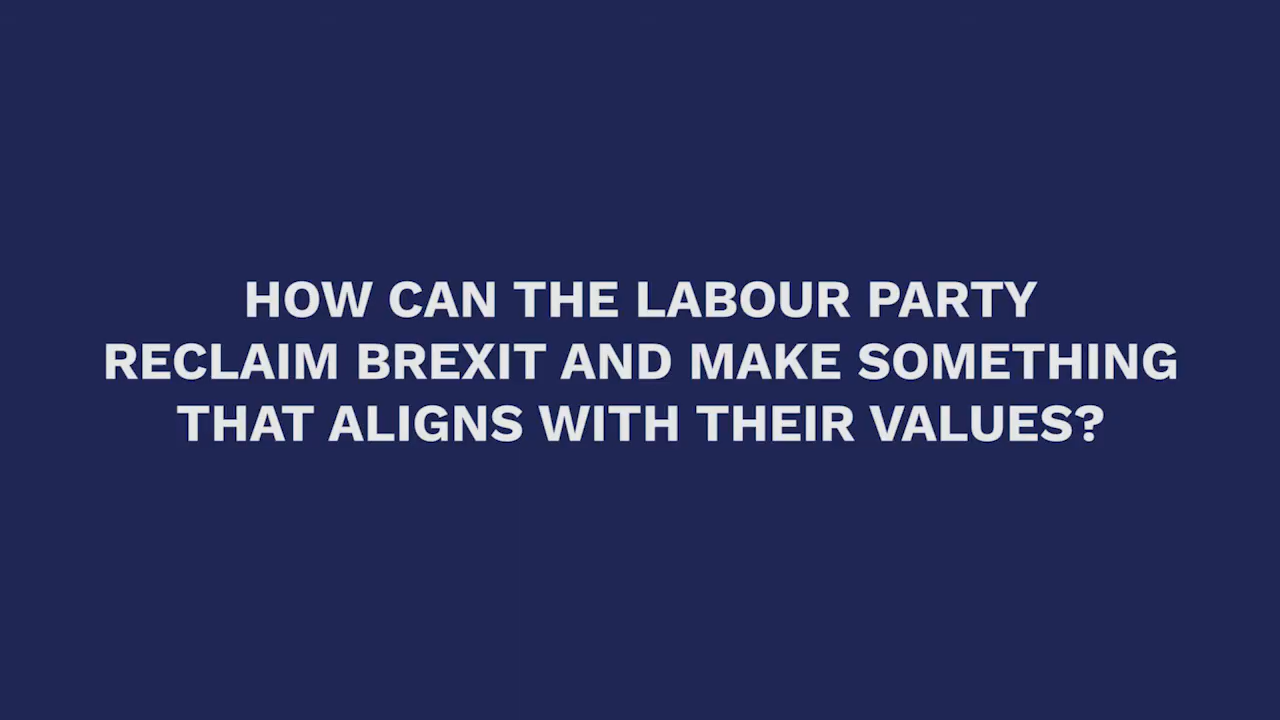 HOW CAN THE LABOUR PARTY
RECLAIM BREXIT AND MAKE SOMETHING
THAT ALIGNS WITH THEIR VALUES?